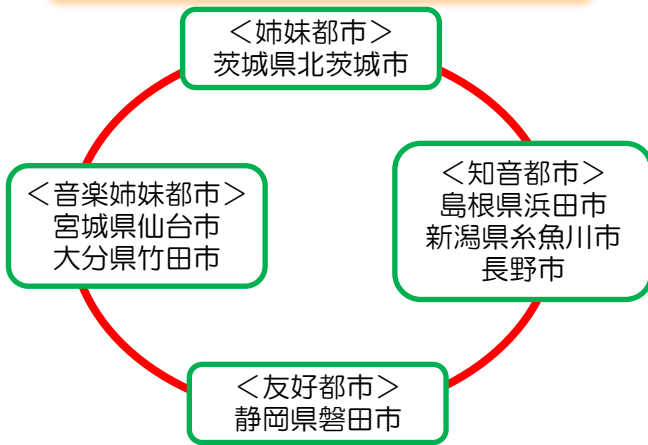 ＜姉妹都市＞
茨城県北茨城市
＜音楽姉妹都市＞
宮城県仙台市
大分県竹田市
＜知音都市＞
島根県浜田市
新潟県糸魚川市
長野市
＜友好都市＞
静岡県磐田市